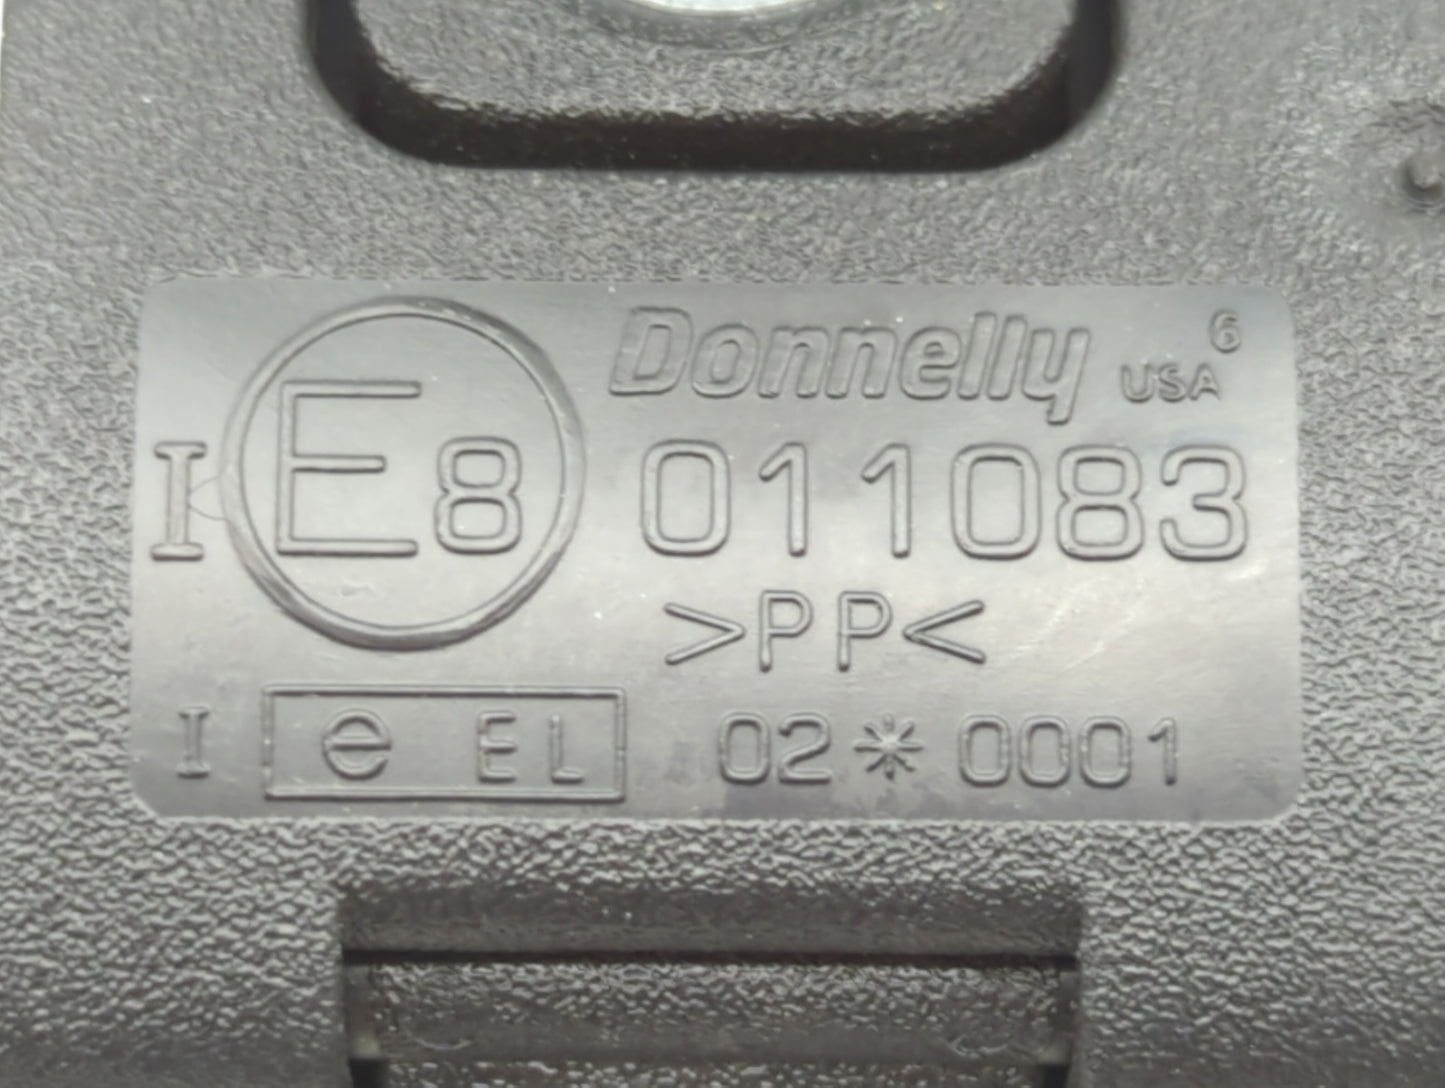 Donnelly USA 6
I E8 011083
>PP<
I e EL 02*0001